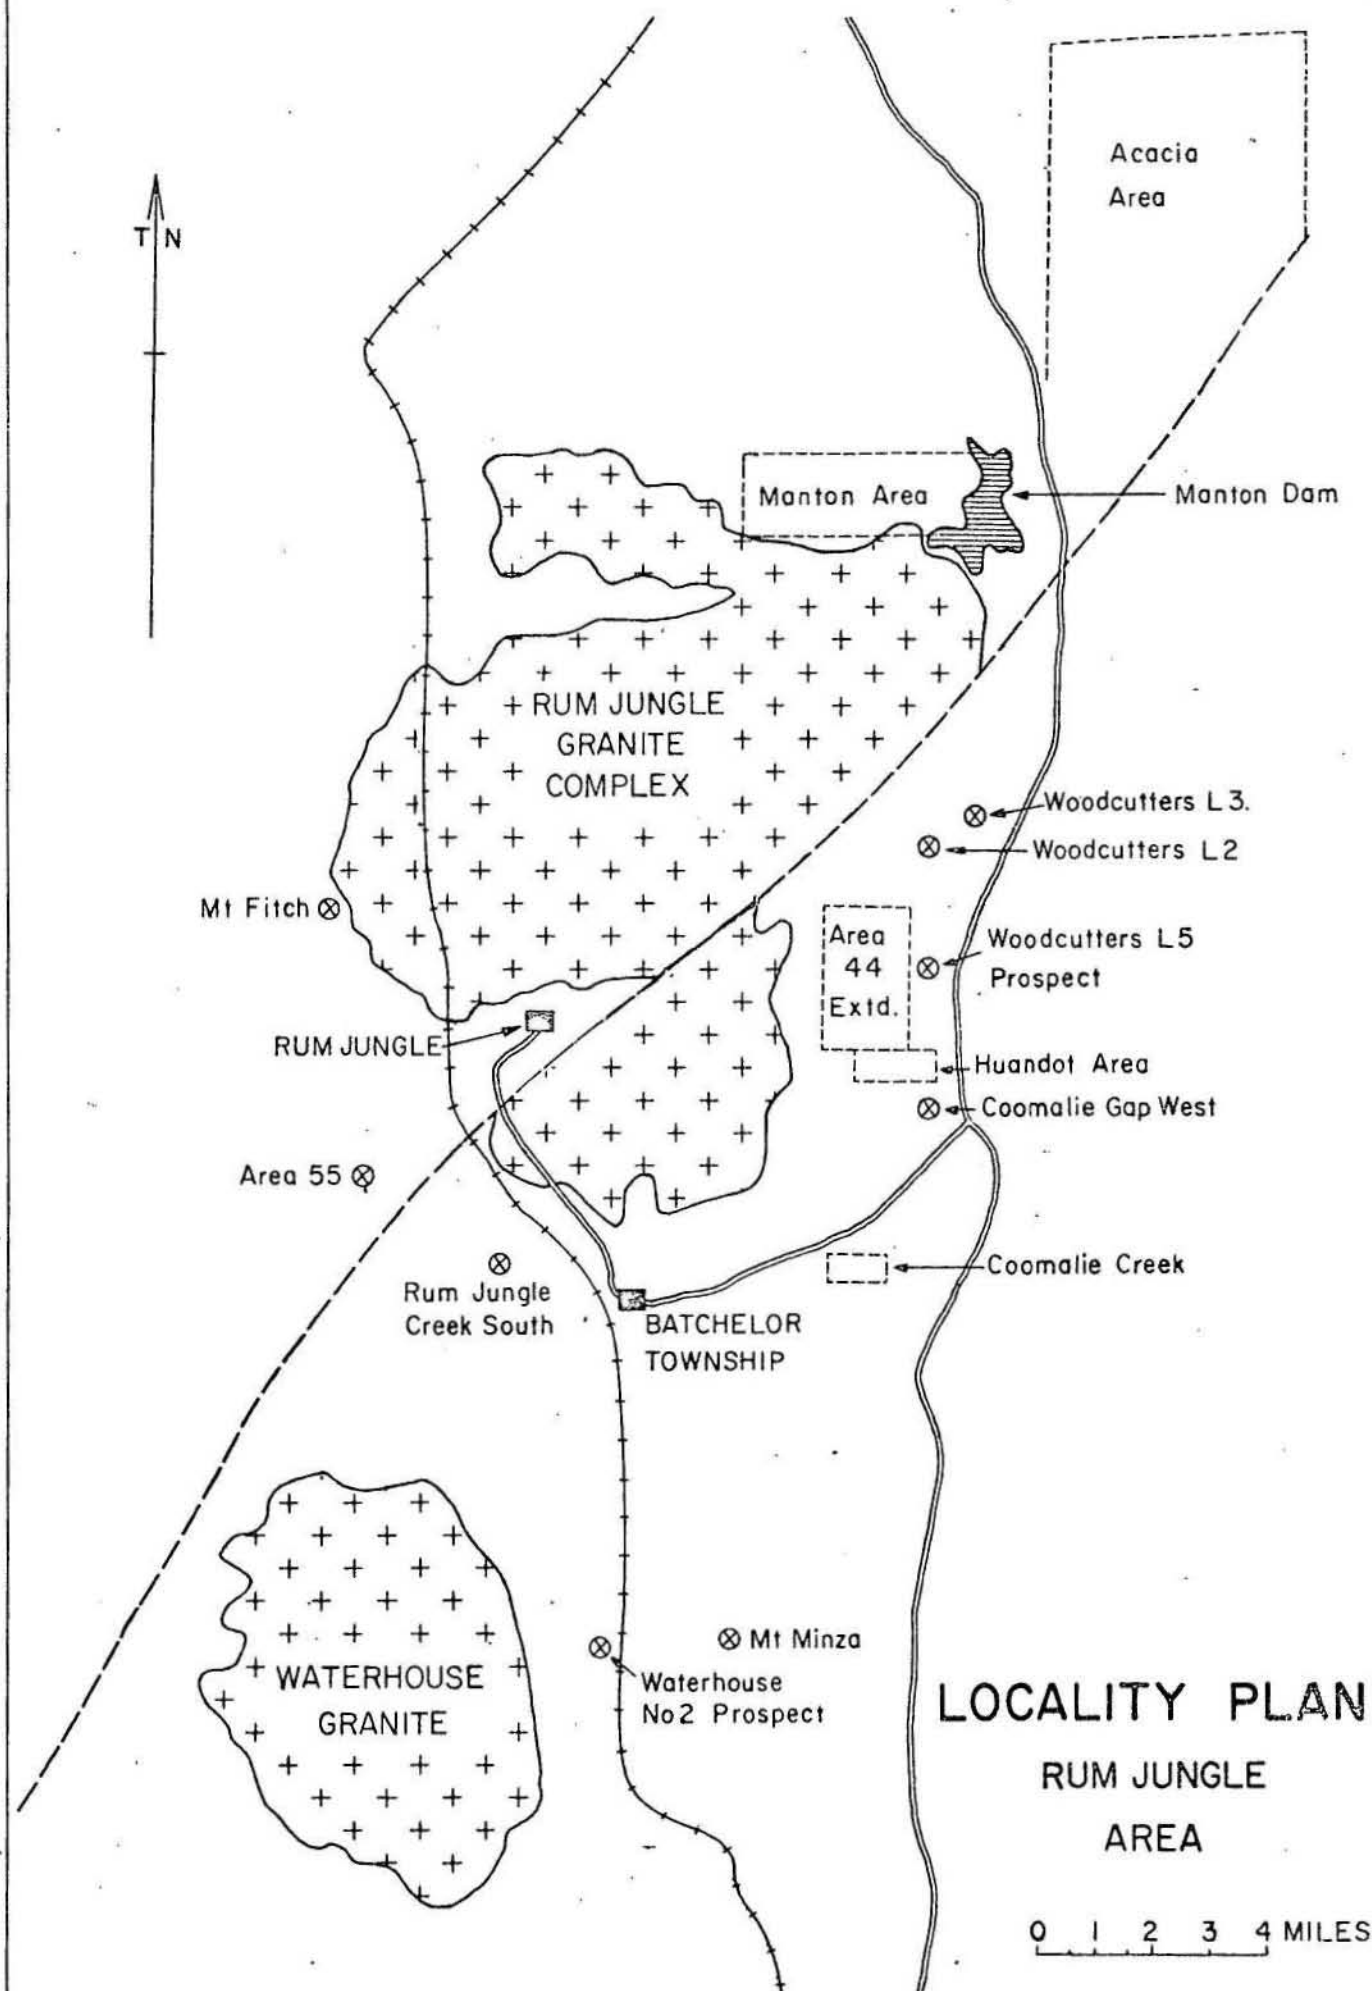 Acacia
Area
T N
Manton Area
Manton Dam
RUM JUNGLE
GRANITE
COMPLEX
Woodcutters L3.
Woodcutters L2
Mt Fitch
Area
44
Extd.
Woodcutters L5
Prospect
RUM JUNGLE
Huandot Area
Coomalie Gap West
Area 55
Coomalie Creek
Rum Jungle
Creek South
BATCHELOR
TOWNSHIP
Mt Minza
Waterhouse
No2 Prospect
WATERHOUSE
GRANITE
LOCALITY PLAN
RUM JUNGLE
AREA
0 1 2 3 4 MILES